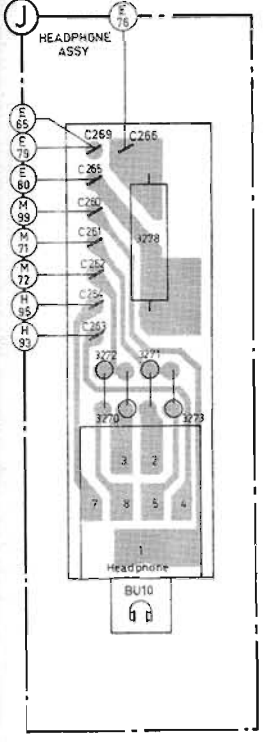 J
E
76
HEADPHONE
ASSY
E
65
E
79
C269
C266
E
80
C265
M
99
C260
3278
M
71
C261
M
72
C262
H
95
C264
H
93
C263
3272
3271
3270
3273
3
2
7
8
5
4
1
Headphone
BU10